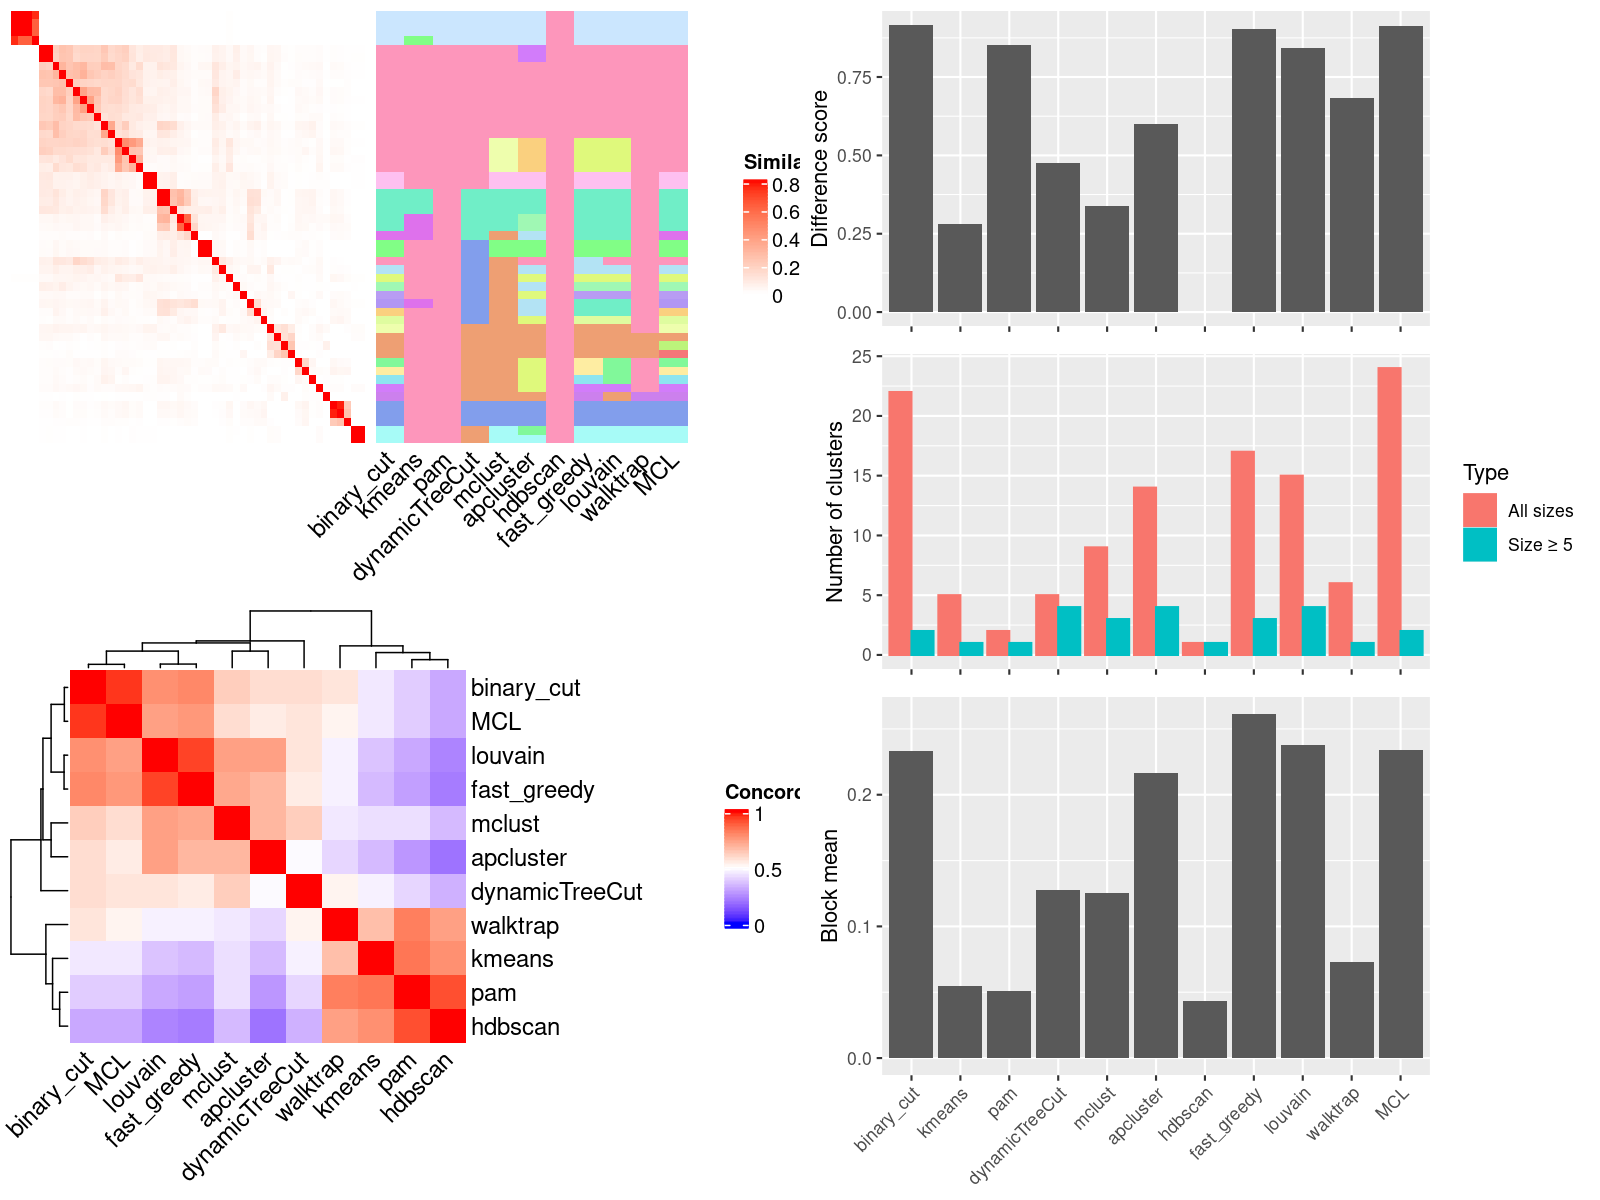 Simila
0.8
0.6
0.4
0.2
0
binary_cut
kmeans
pam
dynamicTreeCut
mclust
apcluster
hdbscan
fast_greedy
louvain
walktrap
MCL
Difference score
0.75
0.50
0.25
0.00
Number of clusters
25
20
15
10
5
0
Type
All sizes
Size ≥ 5
binary_cut
MCL
louvain
fast_greedy
mclust
apcluster
dynamicTreeCut
walktrap
kmeans
pam
hdbscan
binary_cut
MCL
louvain
fast_greedy
mclust
apcluster
dynamicTreeCut
walktrap
kmeans
pam
hdbscan
Concord
1
0.5
0
Block mean
0.2
0.1
0.0
binary_cut
kmeans
pam
dynamicTreeCut
mclust
apcluster
hdbscan
fast_greedy
louvain
walktrap
MCL